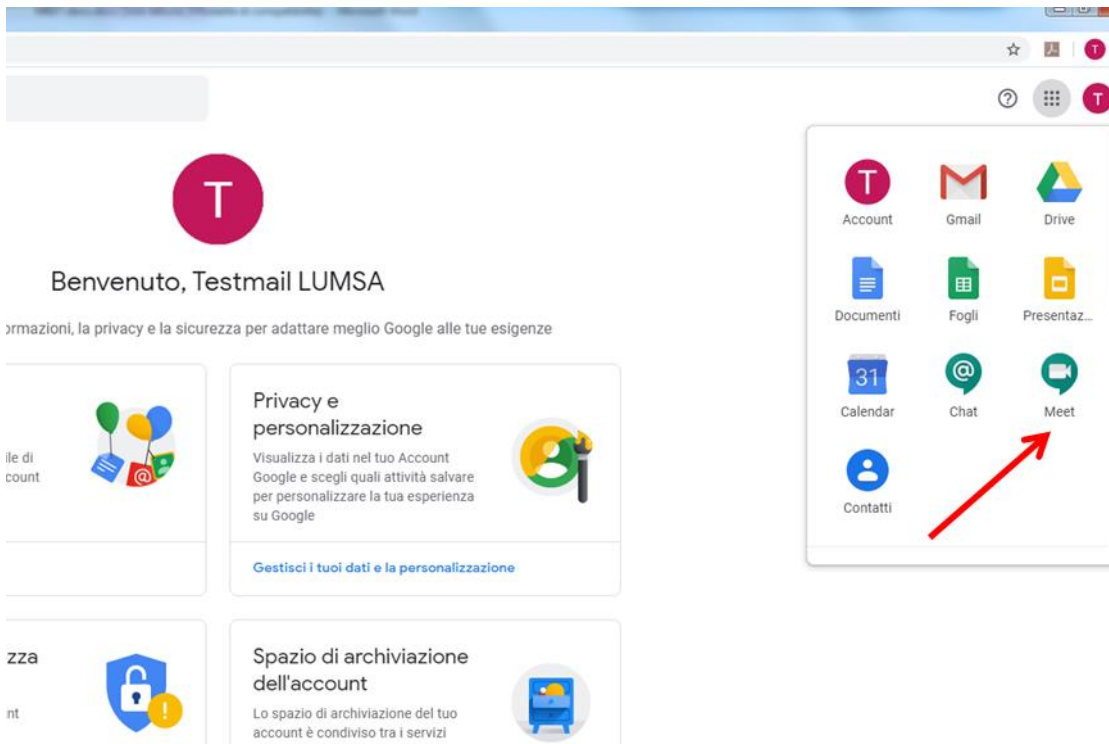 T
T
T
Benvenuto, Testmail LUMSA
ormazioni, la privacy e la sicurezza per adattare meglio Google alle tue esigenze
T
Account
Gmail
Drive
Documenti
Fogli
Presentaz...
31
Calendar
@
Chat
Meet
Contatti
ile di
count
@
Privacy e
personalizzazione
Visualizza i dati nel tuo Account
Google e scegli quali attività salvare
per personalizzare la tua esperienza
su Google
Gestisci i tuoi dati e la personalizzazione
zza
nt
Spazio di archiviazione
dell'account
Lo spazio di archiviazione del tuo
account è condiviso tra i servizi